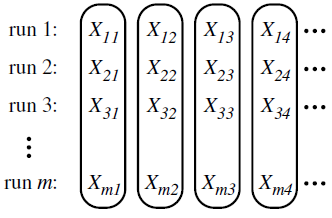 run 1: X11 X12 X13 X14 •••
run 2: X21 X22 X23 X24 •••
run 3: X31 X32 X33 X34 •••
⋮
run m: Xm1 Xm2 Xm3 Xm4 •••